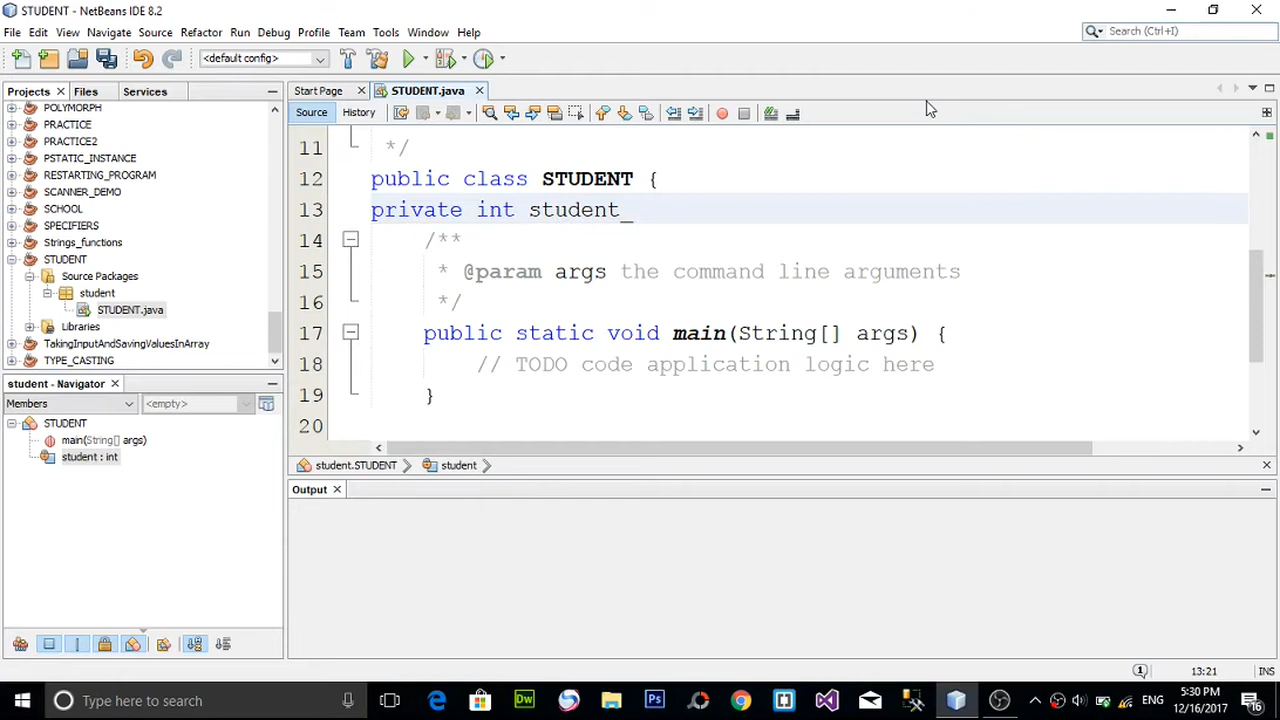 STUDENT - NetBeans IDE 8.2
File Edit View Navigate Source Refactor Run Debug Profile Team Tools Window Help
Search (Ctrl+I)
<default config>
Projects Files Services
Start Page STUDENT.java
Source History
POLYMORPH
PRACTICE
PRACTICE2
PSTATIC_INSTANCE
RESTARTING_PROGRAM
SCANNER_DEMO
SCHOOL
SPECIFIERS
Strings_functions
STUDENT
Source Packages
student
STUDENT.java
Libraries
TakingInputAndSavingValuesInArray
TYPE_CASTING
11 */
12 public class STUDENT {
13 private int student_
14 /**
15 * @param args the command line arguments
16 */
17 public static void main(String[] args) {
18 // TODO code application logic here
19 }
20
student - Navigator
Members <empty>
STUDENT
main(String[] args)
student : int
student.STUDENT student
Output
13:21 INS
Type here to search
Dw
Ps
ENG
5:30 PM
12/16/2017
16